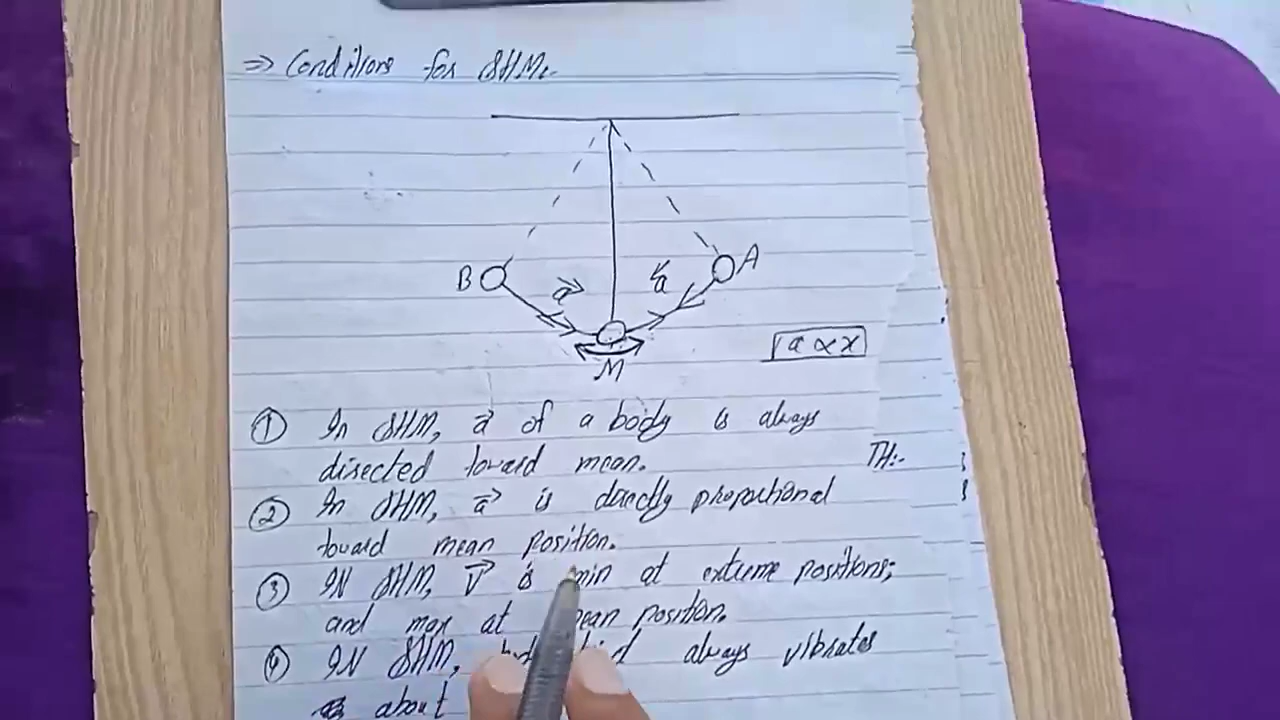 ⇒ Conditions for SHM:-
B
a
a
A
M
a ∝ x
① In SHM, a of a body is always
directed toward mean.
TH:-
② In SHM, a is directly proportional
toward mean position.
③ IN SHM, V is min at extreme positions;
and max at mean position.
④ IN SHM, always vibrates
about